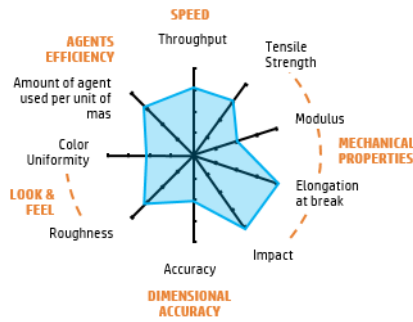 SPEED
Throughput
AGENTS
EFFICIENCY
Tensile
Strength
Amount of agent
used per unit of
mas
Modulus
Color
Uniformity
MECHANICAL
PROPERTIES
Elongation
at break
LOOK &
FEEL
Roughness
Impact
Accuracy
DIMENSIONAL
ACCURACY